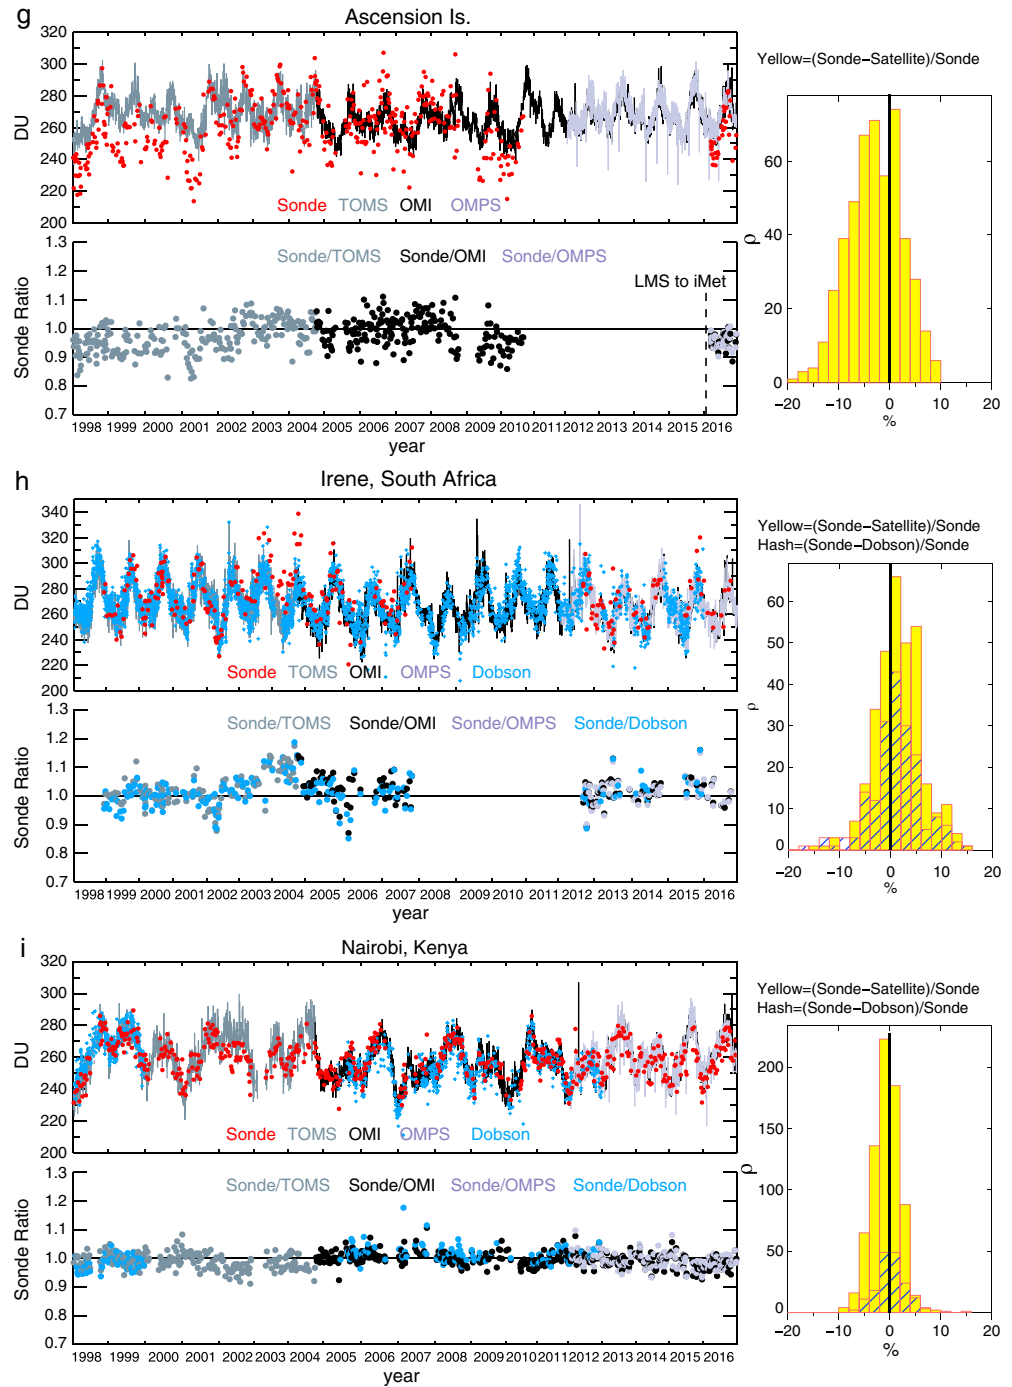 g
Ascension Is.
320
300
280
260
240
220
200
DU
Sonde TOMS OMI OMPS
1.3
1.2
1.1
1.0
0.9
0.8
0.7
Sonde Ratio
Sonde/TOMS Sonde/OMI Sonde/OMPS
LMS to iMet
1998 1999 2000 2001 2002 2003 2004 2005 2006 2007 2008 2009 2010 2011 2012 2013 2014 2015 2016
year
Yellow=(Sonde−Satellite)/Sonde
60
40
20
0
ρ
−20 −10 0 10 20
%
h
Irene, South Africa
340
320
300
280
260
240
220
200
DU
Sonde TOMS OMI OMPS Dobson
1.3
1.2
1.1
1.0
0.9
0.8
0.7
Sonde Ratio
Sonde/TOMS Sonde/OMI Sonde/OMPS Sonde/Dobson
1998 1999 2000 2001 2002 2003 2004 2005 2006 2007 2008 2009 2010 2011 2012 2013 2014 2015 2016
year
Yellow=(Sonde−Satellite)/Sonde
Hash=(Sonde−Dobson)/Sonde
60
50
40
30
20
10
0
ρ
−20 −10 0 10 20
%
i
Nairobi, Kenya
320
300
280
260
240
220
200
DU
Sonde TOMS OMI OMPS Dobson
1.3
1.2
1.1
1.0
0.9
0.8
0.7
Sonde Ratio
Sonde/TOMS Sonde/OMI Sonde/OMPS Sonde/Dobson
1998 1999 2000 2001 2002 2003 2004 2005 2006 2007 2008 2009 2010 2011 2012 2013 2014 2015 2016
year
Yellow=(Sonde−Satellite)/Sonde
Hash=(Sonde−Dobson)/Sonde
200
150
100
50
0
ρ
−20 −10 0 10 20
%